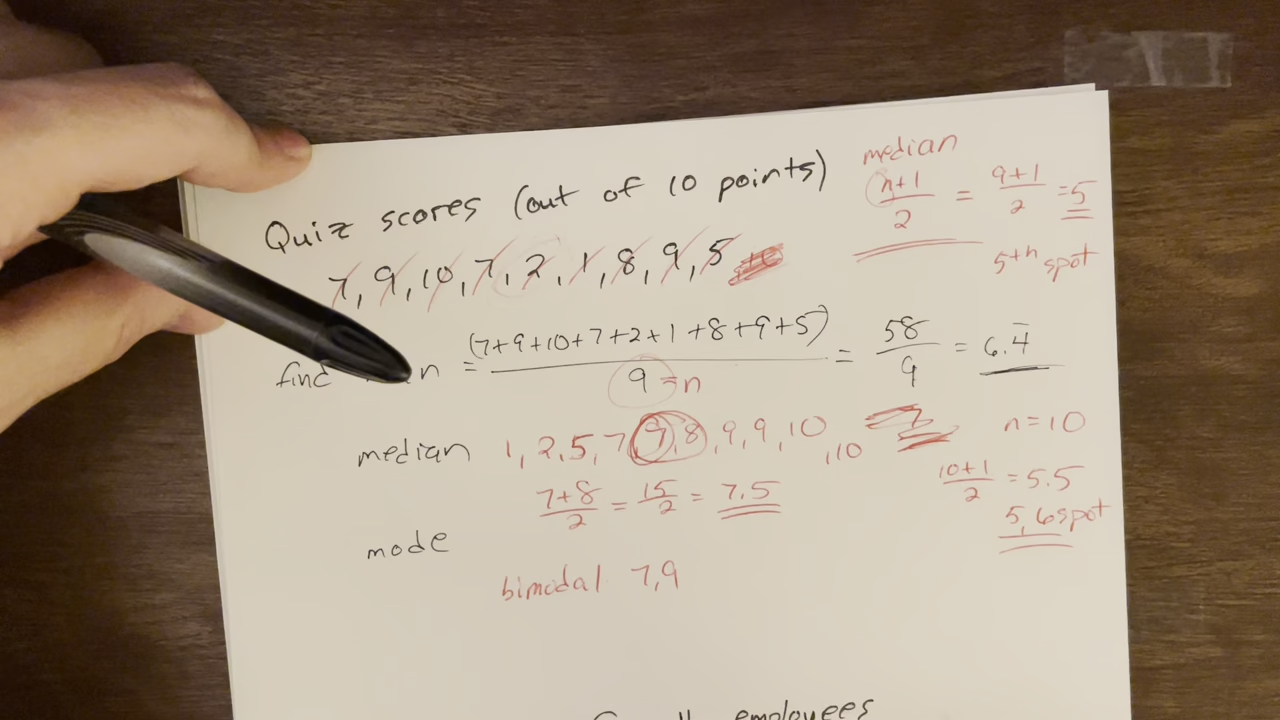 Quiz scores (out of 10 points)
7, 9, 10, 7, 2, 1, 8, 9, 5
find n = (7+9+10+7+2+1+8+9+5) / 9 = n = 58/9 = 6.4̅
median 1, 2, 5, 7, 7, 8, 9, 9, 10, 10
7+8/2 = 15/2 = 7.5
mode
bimodal 7,9
median
n+1/2 = 9+1/2 = 5
5th spot
n=10
10+1/2 = 5.5
5,6 spot
employees